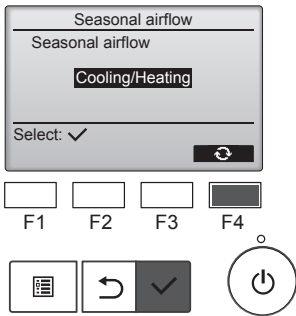 Seasonal airflow
Seasonal airflow
Cooling/Heating
Select:
F1 F2 F3 F4